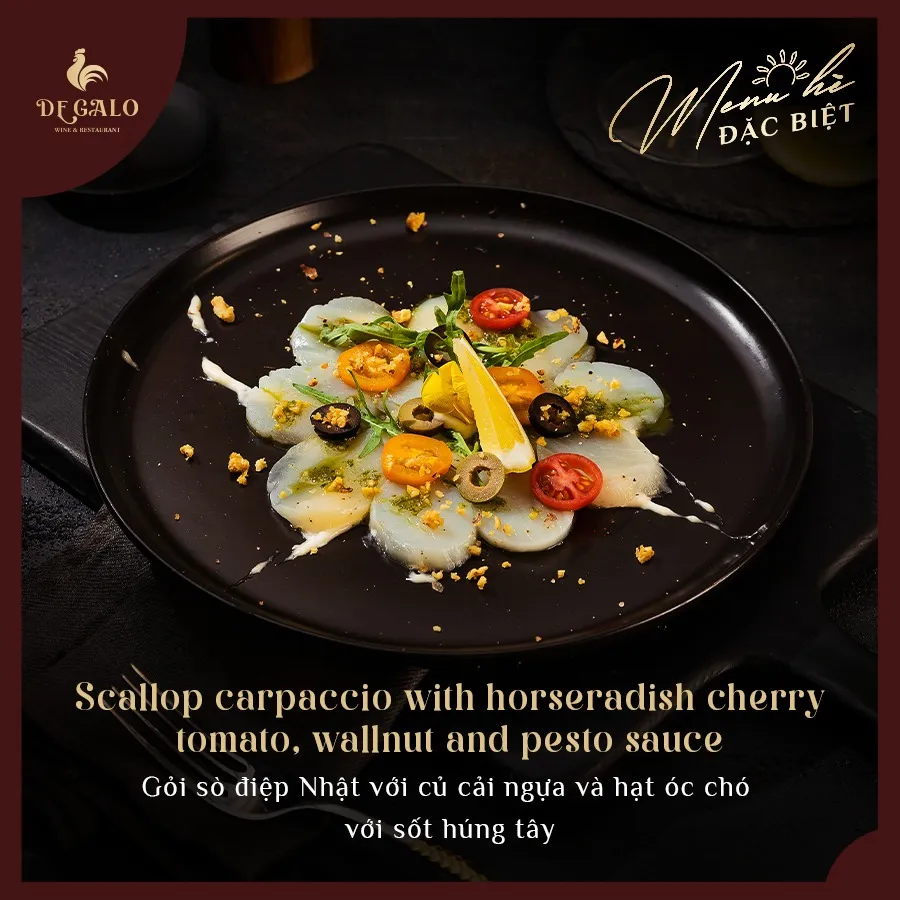 DE GALO
WINE & RESTAURANT
Menu hè
ĐẶC BIỆT
Scallop carpaccio with horseradish cherry
tomato, wallnut and pesto sauce
Gỏi sò điệp Nhật với củ cải ngựa và hạt óc chó
với sốt húng tây